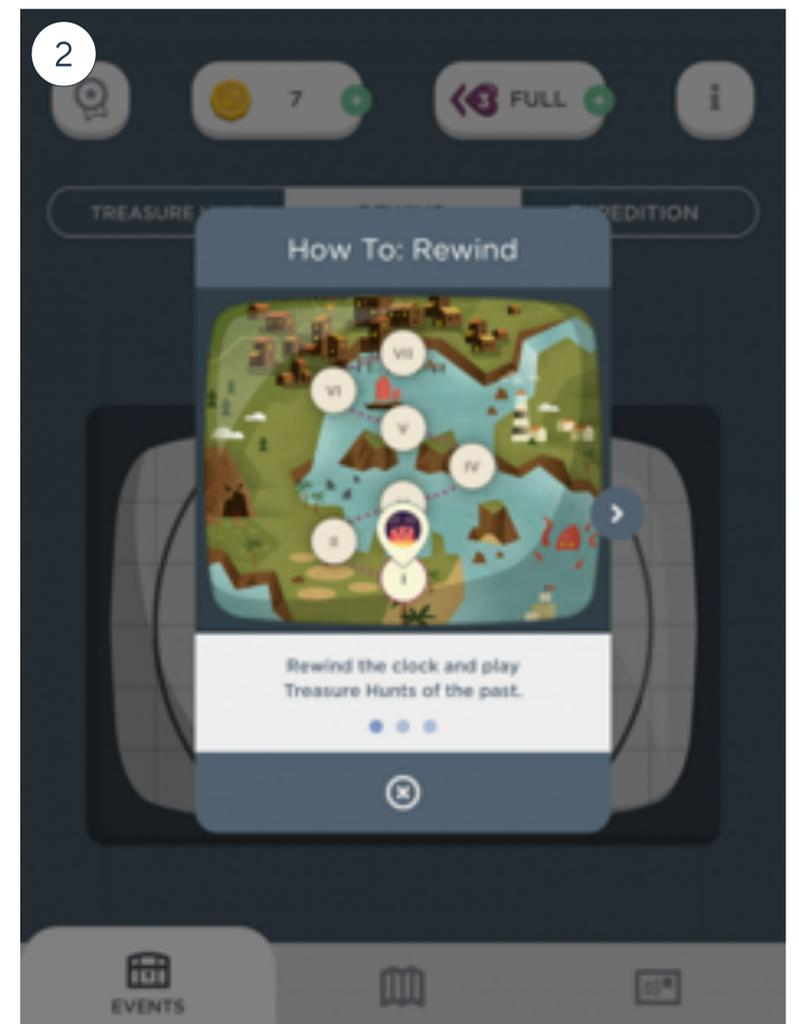 2
7
3
FULL
i
TREASURE
EXPEDITION
How To: Rewind
VII
VI
V
IV
II
I
Rewind the clock and play
Treasure Hunts of the past.
EVENTS